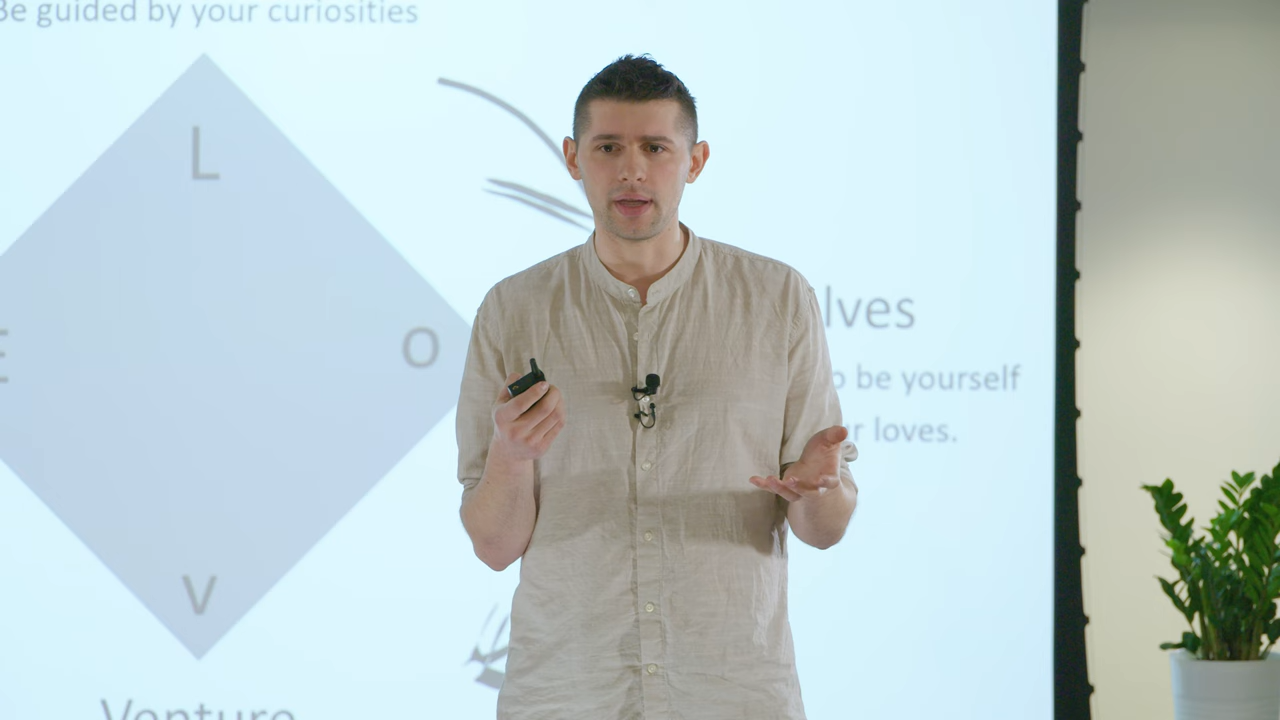 Be guided by your curiosities
L
lves
E
O
o be yourself
r loves.
V
Venture